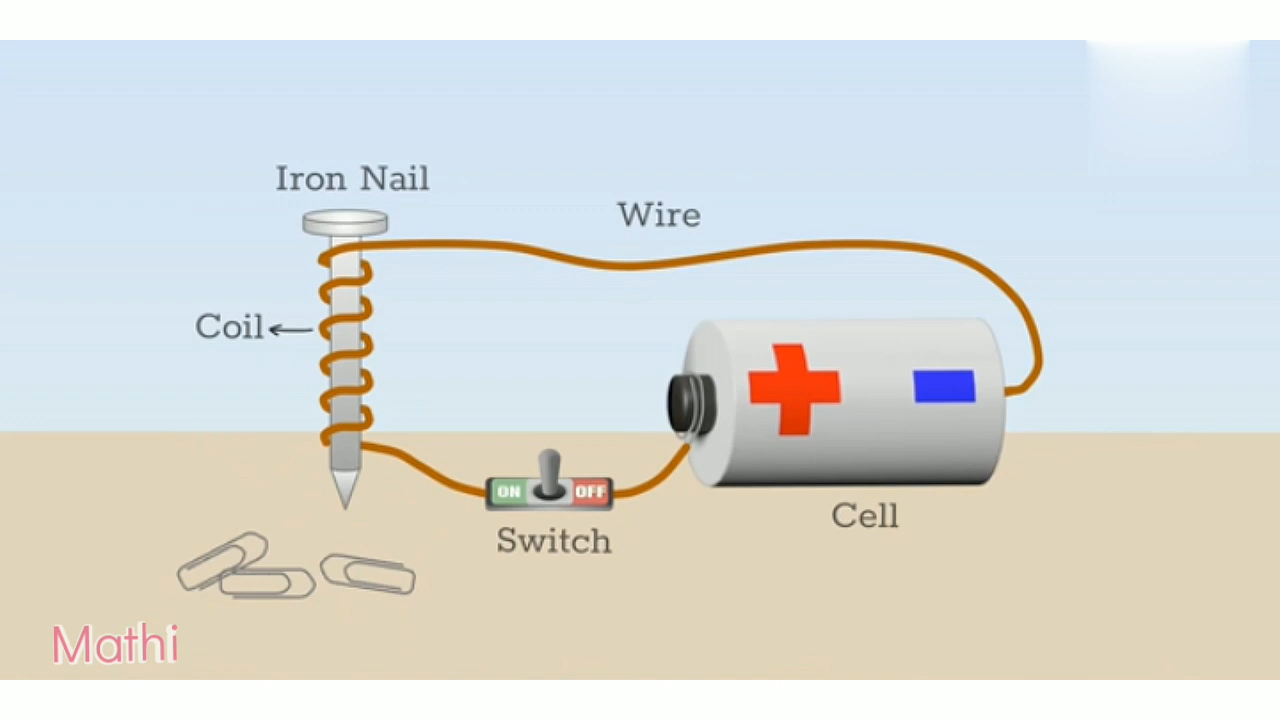 Iron Nail
Wire
Coil
ON OFF
Switch
Cell
Mathi